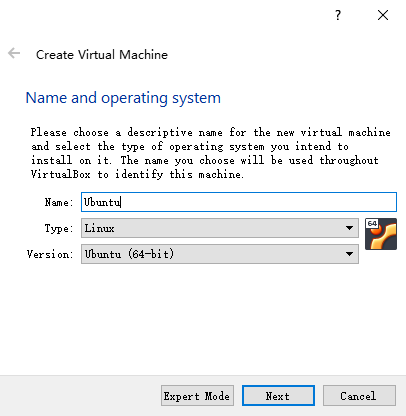 ?
Create Virtual Machine
Name and operating system
Please choose a descriptive name for the new virtual machine
and select the type of operating system you intend to
install on it. The name you choose will be used throughout
VirtualBox to identify this machine.
Name: Ubuntu
Type: Linux
64
Version: Ubuntu (64-bit)
Expert Mode Next Cancel